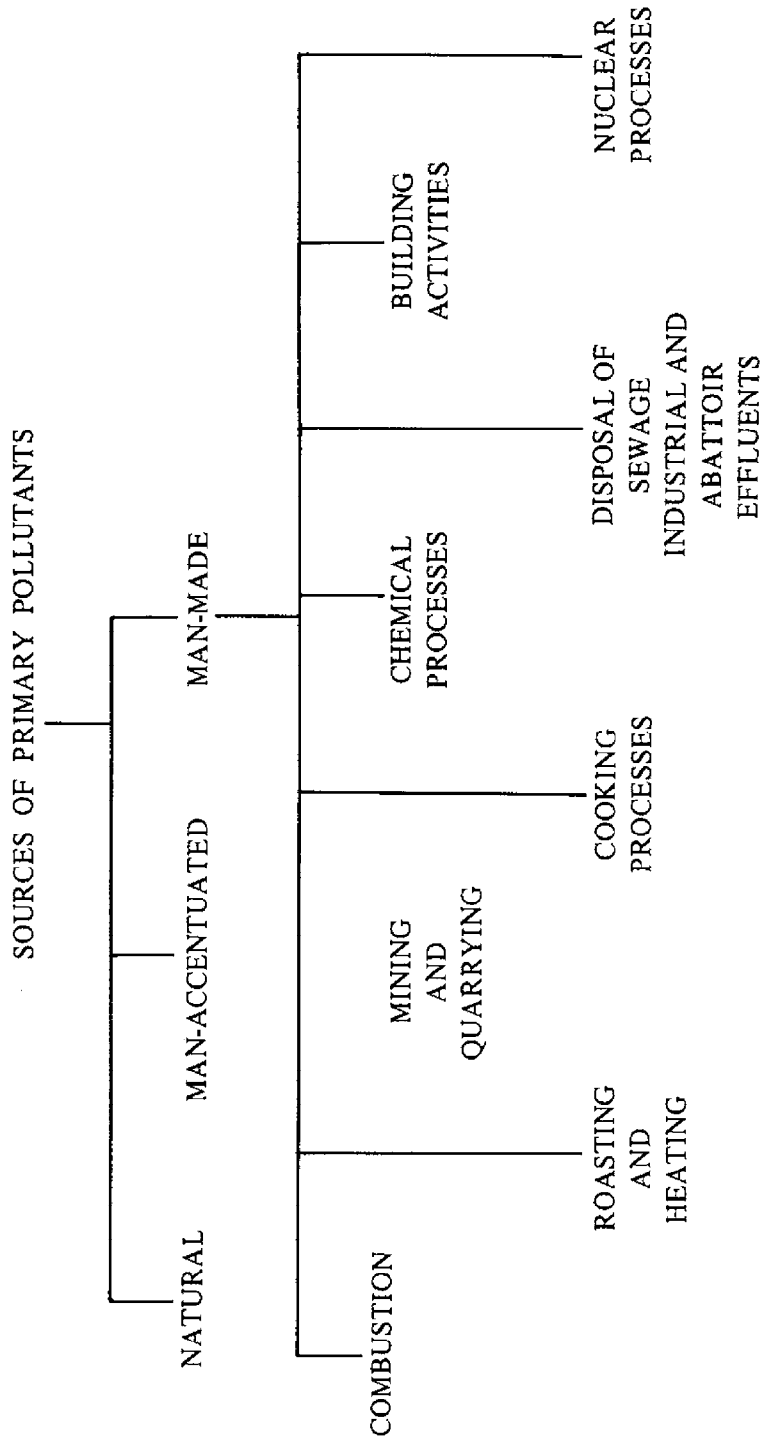 SOURCES OF PRIMARY POLLUTANTS
NATURAL
MAN-ACCENTUATED
MAN-MADE
COMBUSTION
MINING
AND
QUARRYING
CHEMICAL
PROCESSES
BUILDING
ACTIVITIES
ROASTING
AND
HEATING
COOKING
PROCESSES
DISPOSAL OF
SEWAGE
INDUSTRIAL AND
ABATTOIR
EFFLUENTS
NUCLEAR
PROCESSES